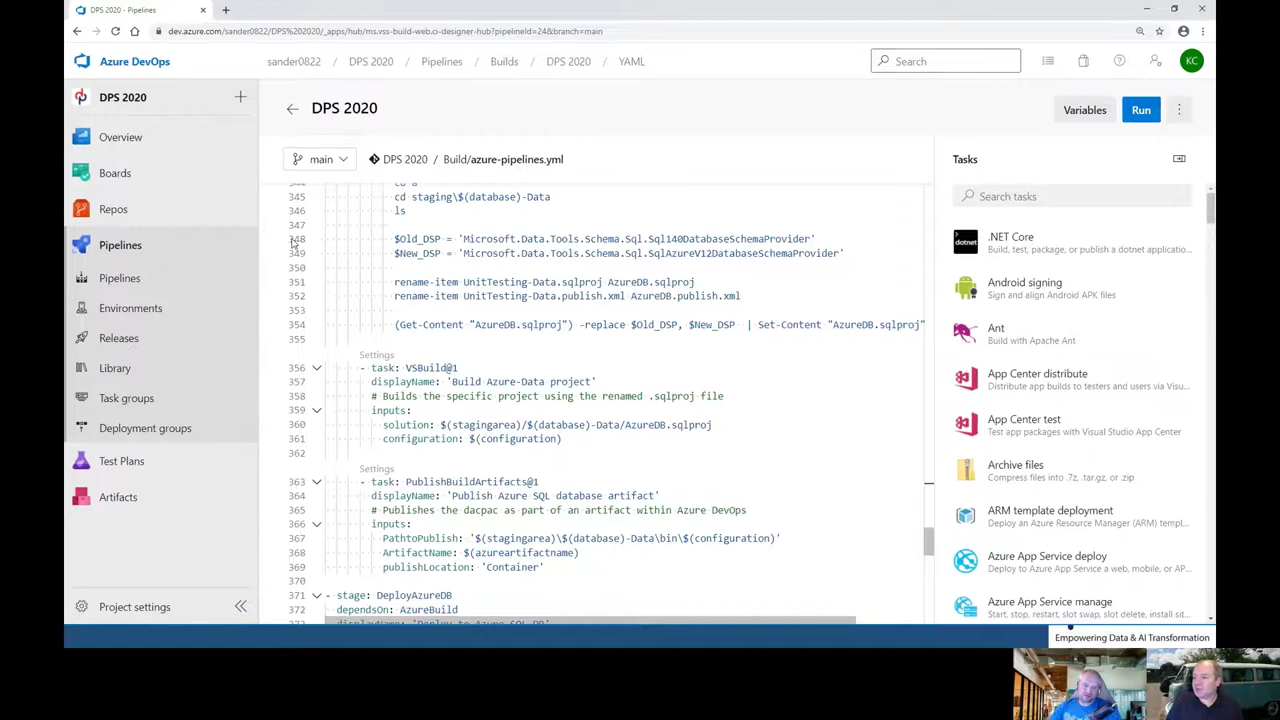 DPS 2020 - Pipelines
dev.azure.com/sander0822/DPS%202020/_apps/hub/ms.vss-build-web.ci-designer-hub?pipelineId=24&branch=main
Azure DevOps
sander0822 / DPS 2020 / Pipelines / Builds / DPS 2020 / YAML
Search
KC
DPS 2020
Overview
Boards
Repos
Pipelines
Pipelines
Environments
Releases
Library
Task groups
Deployment groups
Test Plans
Artifacts
Project settings
DPS 2020
Variables
Run
main
DPS 2020 / Build/azure-pipelines.yml
344 cd a
345 cd staging\$(database)-Data
346 ls
347
348 $Old_DSP = 'Microsoft.Data.Tools.Schema.Sql.Sql140DatabaseSchemaProvider'
349 $New_DSP = 'Microsoft.Data.Tools.Schema.Sql.SqlAzureV12DatabaseSchemaProvider'
350
351 rename-item UnitTesting-Data.sqlproj AzureDB.sqlproj
352 rename-item UnitTesting-Data.publish.xml AzureDB.publish.xml
353
354 (Get-Content "AzureDB.sqlproj") -replace $Old_DSP, $New_DSP | Set-Content "AzureDB.sqlproj"
355
Settings
356 - task: VSBuild@1
357 displayName: 'Build Azure-Data project'
358 # Builds the specific project using the renamed .sqlproj file
359 inputs:
360 solution: $(stagingarea)/$(database)-Data/AzureDB.sqlproj
361 configuration: $(configuration)
362
Settings
363 - task: PublishBuildArtifacts@1
364 displayName: 'Publish Azure SQL database artifact'
365 # Publishes the dacpac as part of an artifact within Azure DevOps
366 inputs:
367 PathtoPublish: '$(stagingarea)\$(database)-Data\bin\$(configuration)'
368 ArtifactName: $(azureartifactname)
369 publishLocation: 'Container'
370
371 - stage: DeployAzureDB
372 dependsOn: AzureBuild
373 displayName: 'Deploy to Azure SQL DB'
Tasks
Search tasks
.NET Core
Build, test, package, or publish a dotnet applicatio...
Android signing
Sign and align Android APK files
Ant
Build with Apache Ant
App Center distribute
Distribute app builds to testers and users via Visu...
App Center test
Test app packages with Visual Studio App Center
Archive files
Compress files into .7z, .tar.gz, or .zip
ARM template deployment
Deploy an Azure Resource Manager (ARM) templ...
Azure App Service deploy
Deploy to Azure App Service a web, mobile, or AP...
Azure App Service manage
Start, stop, restart, slot swap, slot delete, install sit...
Empowering Data & AI Transformation